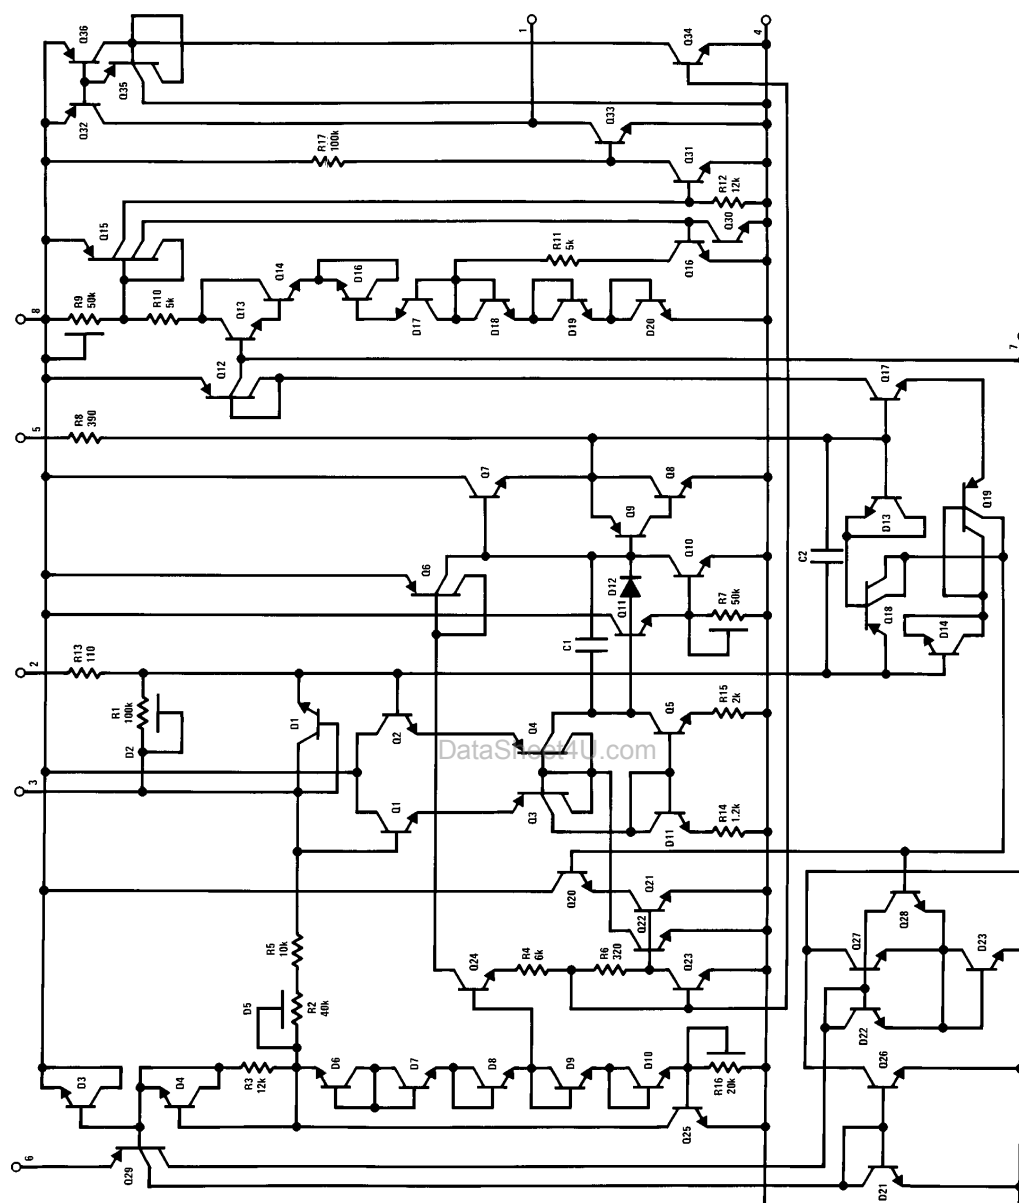 Q36
Q35
Q32
1
Q34
4
R17
100k
Q33
Q31
R12
12k
Q15
R11
5k
Q16
Q30
8
R9
50k
R10
5k
Q13
Q14
D16
D17
D18
D19
D20
Q12
7
5
R8
390
Q17
Q7
Q8
Q9
D13
Q19
C2
Q6
Q10
D12
Q11
R7
50k
C1
Q18
D14
2
R13
110
R1
100k
D2
D1
Q2
Q4
Q5
R15
2k
DataSheet4U.com
3
Q1
Q3
D11
R14
1.2k
Q20
Q21
Q22
R5
10k
Q24
R4
6k
R6
320
Q23
Q28
Q27
D23
D5
R2
40k
D22
D3
D4
R3
12k
D6
D7
D8
D9
D10
R16
20k
Q25
Q26
6
Q29
D21